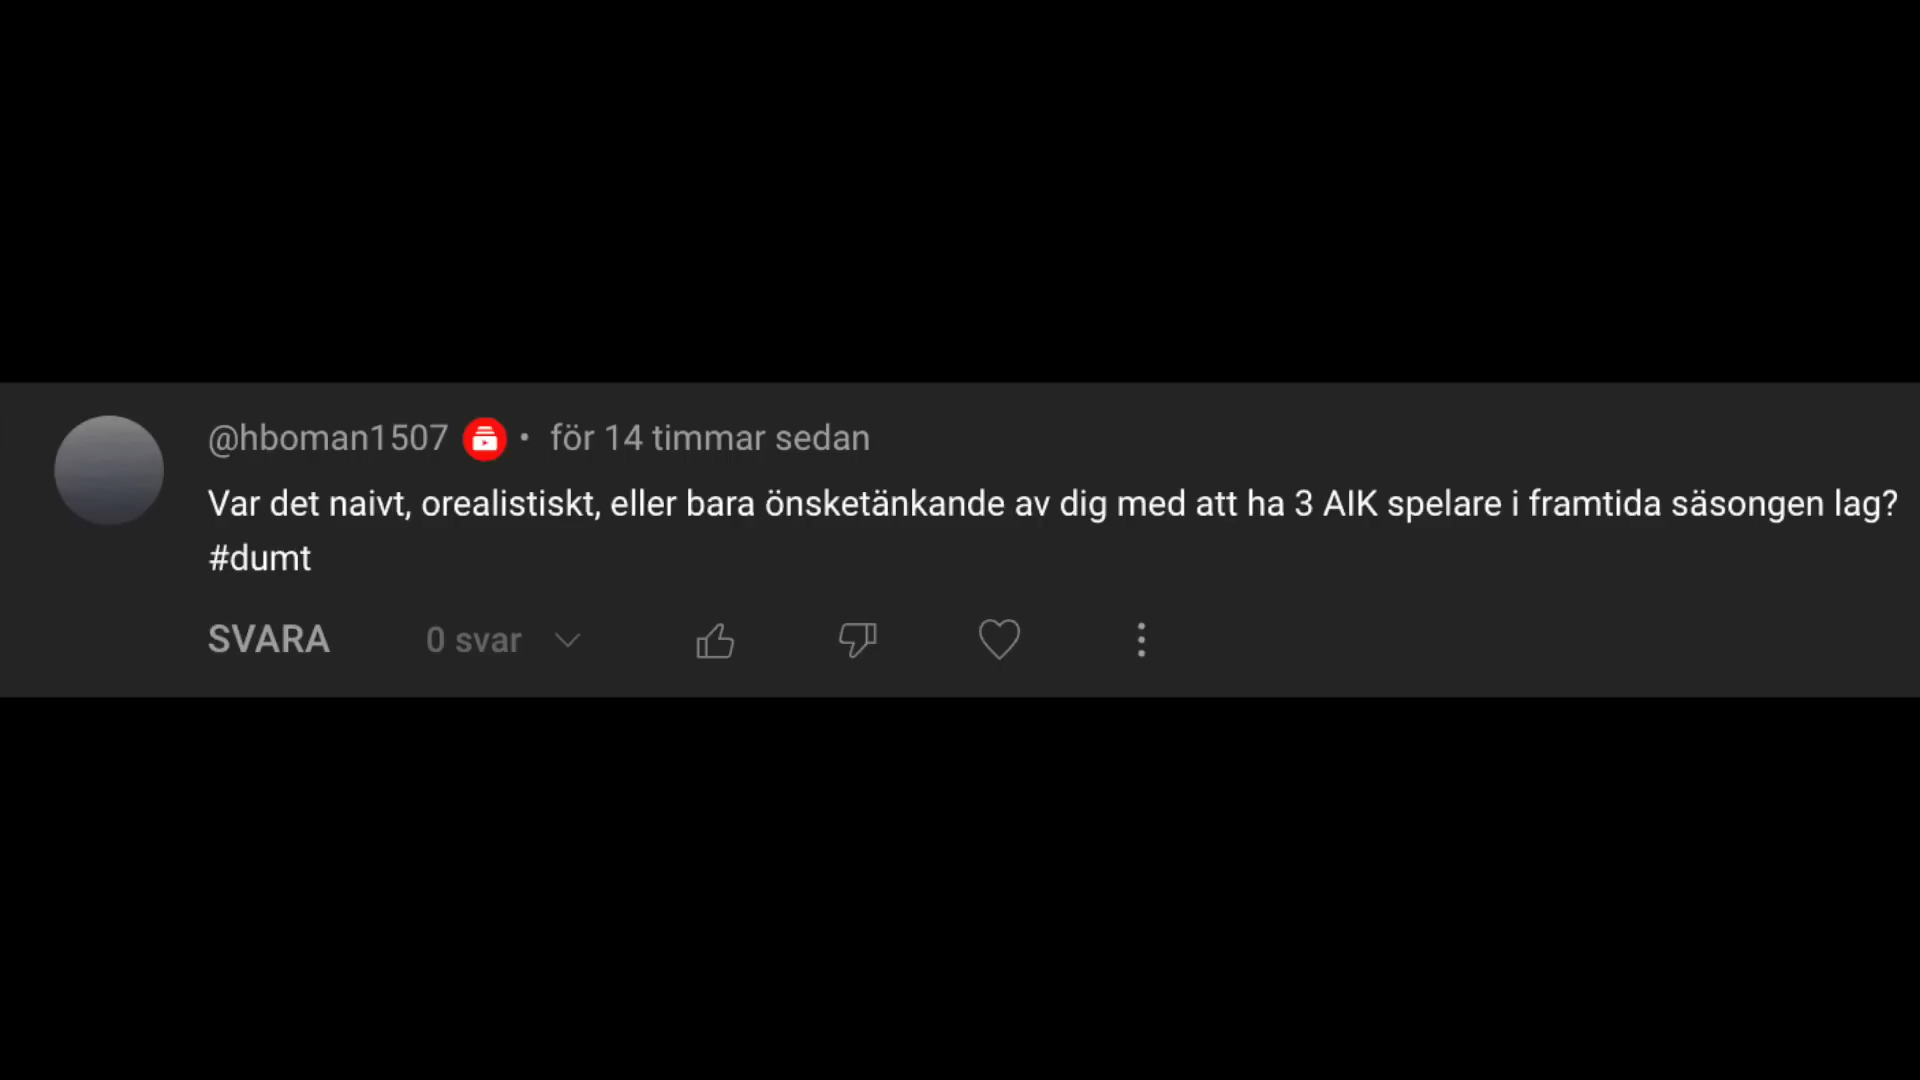 @hboman1507 • för 14 timmar sedan
Var det naivt, orealistiskt, eller bara önsketänkande av dig med att ha 3 AIK spelare i framtida säsongen lag?
#dumt
SVARA 0 svar